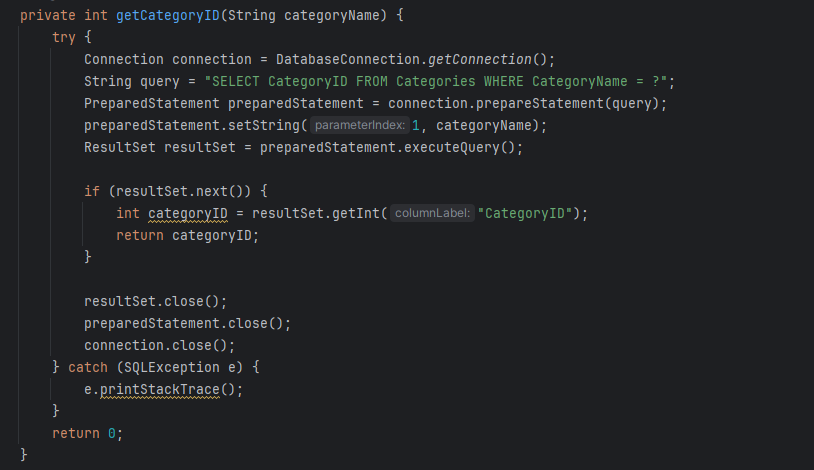 private int getCategoryID(String categoryName) {
    try {
        Connection connection = DatabaseConnection.getConnection();
        String query = "SELECT CategoryID FROM Categories WHERE CategoryName = ?";
        PreparedStatement preparedStatement = connection.prepareStatement(query);
        preparedStatement.setString( parameterIndex: 1, categoryName);
        ResultSet resultSet = preparedStatement.executeQuery();

        if (resultSet.next()) {
            int categoryID = resultSet.getInt( columnLabel: "CategoryID");
            return categoryID;
        }

        resultSet.close();
        preparedStatement.close();
        connection.close();
    } catch (SQLException e) {
        e.printStackTrace();
    }
    return 0;
}